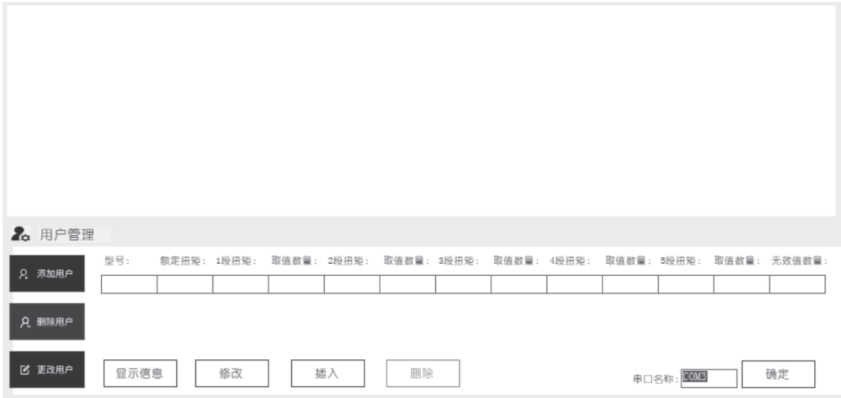 用户管理
型号: 额定扭矩: 1段扭矩: 取值数量: 2段扭矩: 取值数量: 3段扭矩: 取值数量: 4段扭矩: 取值数量: 5段扭矩: 取值数量: 无效值数量:
添加用户
删除用户
更改用户
显示信息 修改 插入 删除 串口名称: COM3 确定